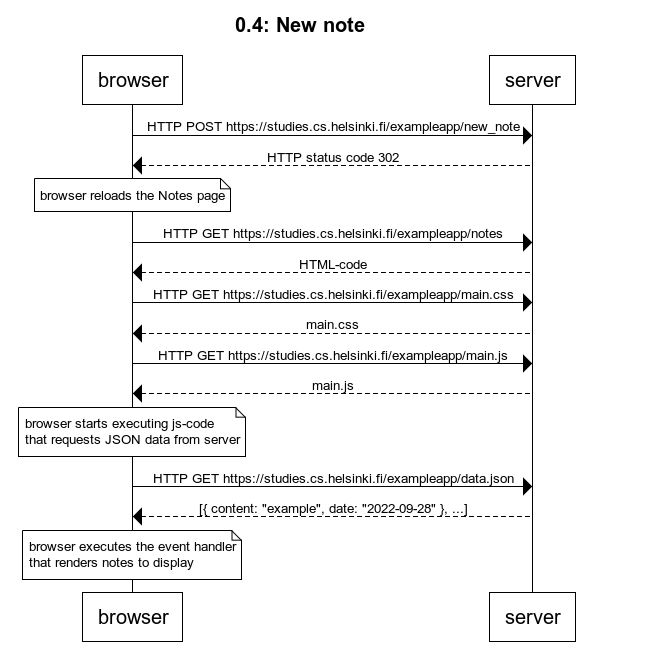 0.4: New note
browser
server
HTTP POST https://studies.cs.helsinki.fi/exampleapp/new_note
HTTP status code 302
browser reloads the Notes page
HTTP GET https://studies.cs.helsinki.fi/exampleapp/notes
HTML-code
HTTP GET https://studies.cs.helsinki.fi/exampleapp/main.css
main.css
HTTP GET https://studies.cs.helsinki.fi/exampleapp/main.js
main.js
browser starts executing js-code
that requests JSON data from server
HTTP GET https://studies.cs.helsinki.fi/exampleapp/data.json
[{ content: "example", date: "2022-09-28" }, ...]
browser executes the event handler
that renders notes to display
browser
server